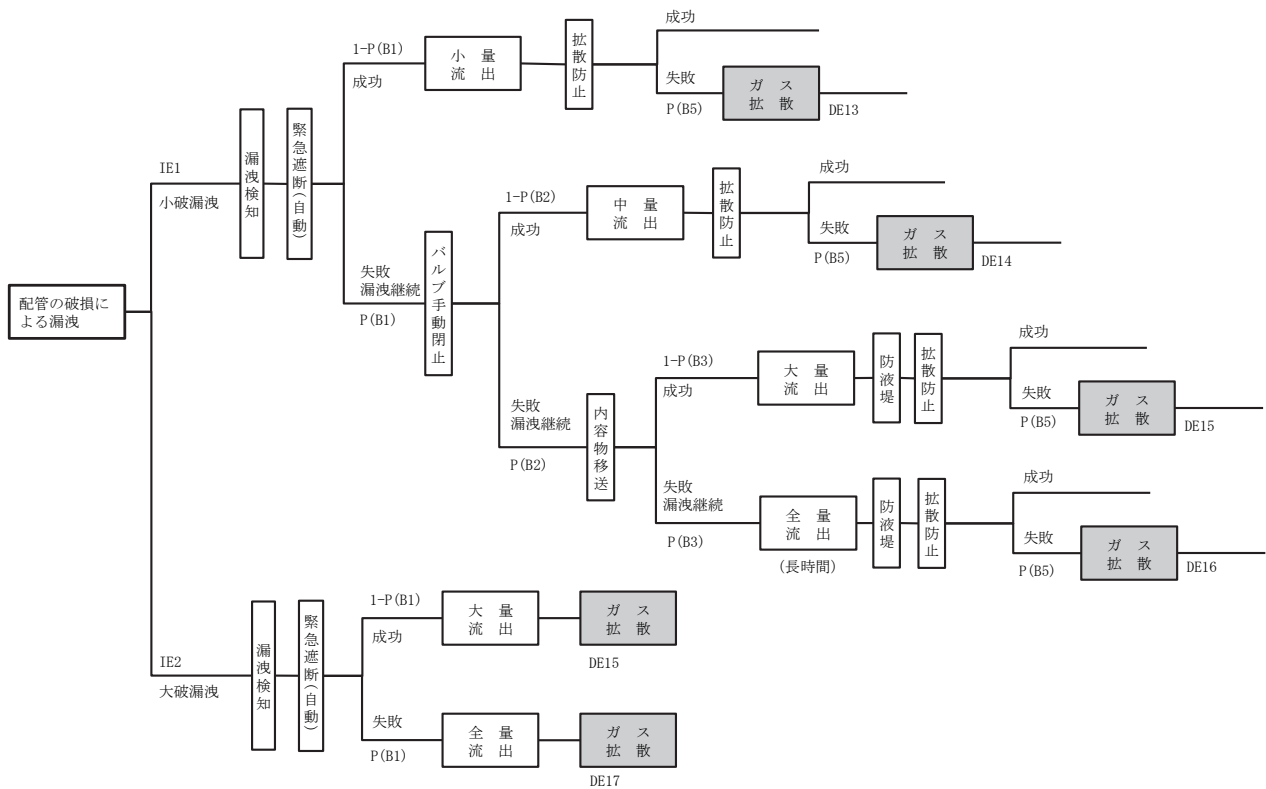 配管の破損に
よる漏洩
IE1
小破漏洩
漏洩検知
緊急遮断(自動)
1-P(B1)
成功
小量
流出
拡散防止
成功
失敗
P(B5)
ガス
拡散
DE13
失敗
漏洩継続
P(B1)
バルブ手動閉止
1-P(B2)
成功
中量
流出
拡散防止
成功
失敗
P(B5)
ガス
拡散
DE14
失敗
漏洩継続
P(B2)
内容物移送
1-P(B3)
成功
大量
流出
防液堤
拡散防止
成功
失敗
P(B5)
ガス
拡散
DE15
失敗
漏洩継続
P(B3)
全量
流出
(長時間)
防液堤
拡散防止
成功
失敗
P(B5)
ガス
拡散
DE16
IE2
大破漏洩
漏洩検知
緊急遮断(自動)
1-P(B1)
成功
大量
流出
ガス
拡散
DE15
失敗
P(B1)
全量
流出
ガス
拡散
DE17